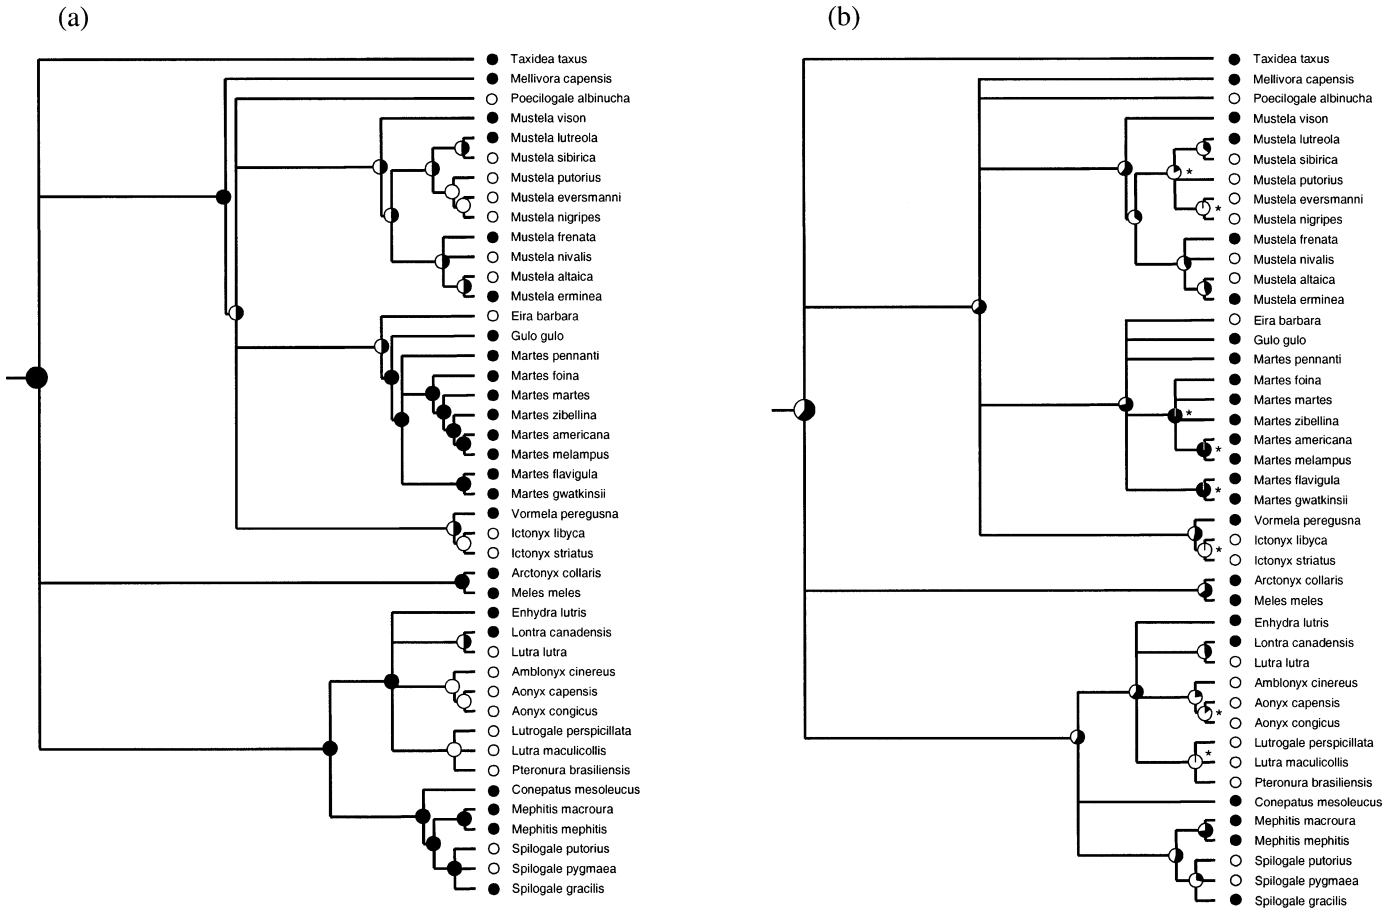 (a)
Taxidea taxus
Mellivora capensis
Poecilogale albinucha
Mustela vison
Mustela lutreola
Mustela sibirica
Mustela putorius
Mustela eversmanni
Mustela nigripes
Mustela frenata
Mustela nivalis
Mustela altaica
Mustela erminea
Eira barbara
Gulo gulo
Martes pennanti
Martes foina
Martes martes
Martes zibellina
Martes americana
Martes melampus
Martes flavigula
Martes gwatkinsii
Vormela peregusna
Ictonyx libyca
Ictonyx striatus
Arctonyx collaris
Meles meles
Enhydra lutris
Lontra canadensis
Lutra lutra
Amblonyx cinereus
Aonyx capensis
Aonyx congicus
Lutrogale perspicillata
Lutra maculicollis
Pteronura brasiliensis
Conepatus mesoleucus
Mephitis macroura
Mephitis mephitis
Spilogale putorius
Spilogale pygmaea
Spilogale gracilis
(b)
Taxidea taxus
Mellivora capensis
Poecilogale albinucha
Mustela vison
Mustela lutreola
Mustela sibirica
* Mustela putorius
Mustela eversmanni
*
Mustela nigripes
Mustela frenata
Mustela nivalis
Mustela altaica
Mustela erminea
Eira barbara
Gulo gulo
Martes pennanti
Martes foina
Martes martes
* Martes zibellina
Martes americana
*
Martes melampus
Martes flavigula
*
Martes gwatkinsii
Vormela peregusna
Ictonyx libyca
*
Ictonyx striatus
Arctonyx collaris
Meles meles
Enhydra lutris
Lontra canadensis
Lutra lutra
Amblonyx cinereus
Aonyx capensis
*
Aonyx congicus
Lutrogale perspicillata
*
Lutra maculicollis
Pteronura brasiliensis
Conepatus mesoleucus
Mephitis macroura
Mephitis mephitis
Spilogale putorius
Spilogale pygmaea
Spilogale gracilis